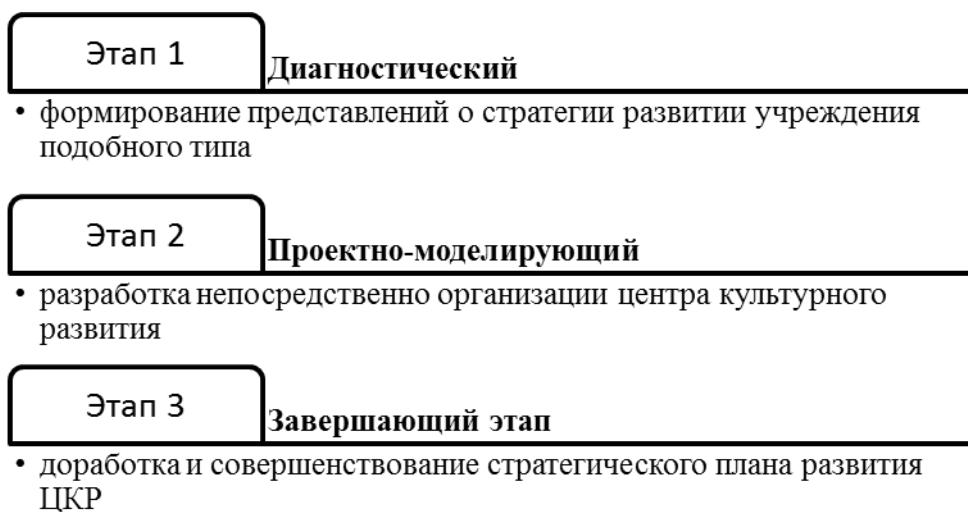 Этап 1
Диагностический
• формирование представлений о стратегии развитии учреждения
подобного типа
Этап 2
Проектно-моделирующий
• разработка непосредственно организации центра культурного
развития
Этап 3
Завершающий этап
• доработка и совершенствование стратегического плана развития
ЦКР